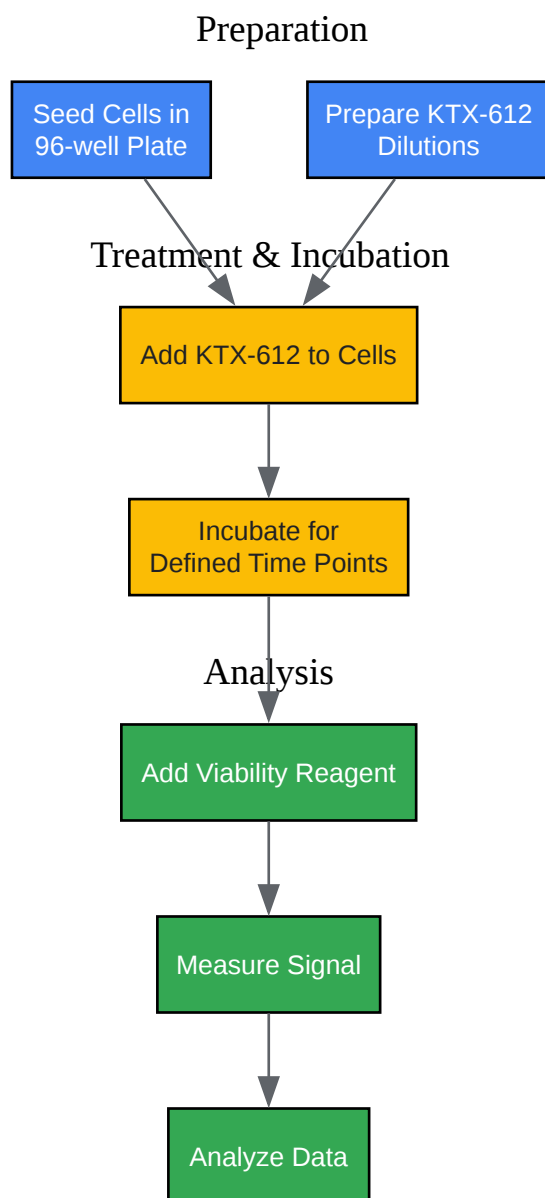 Preparation
Seed Cells in
96-well Plate
Prepare KTX-612
Dilutions
Treatment & Incubation
Add KTX-612 to Cells
Incubate for
Defined Time Points
Analysis
Add Viability Reagent
Measure Signal
Analyze Data